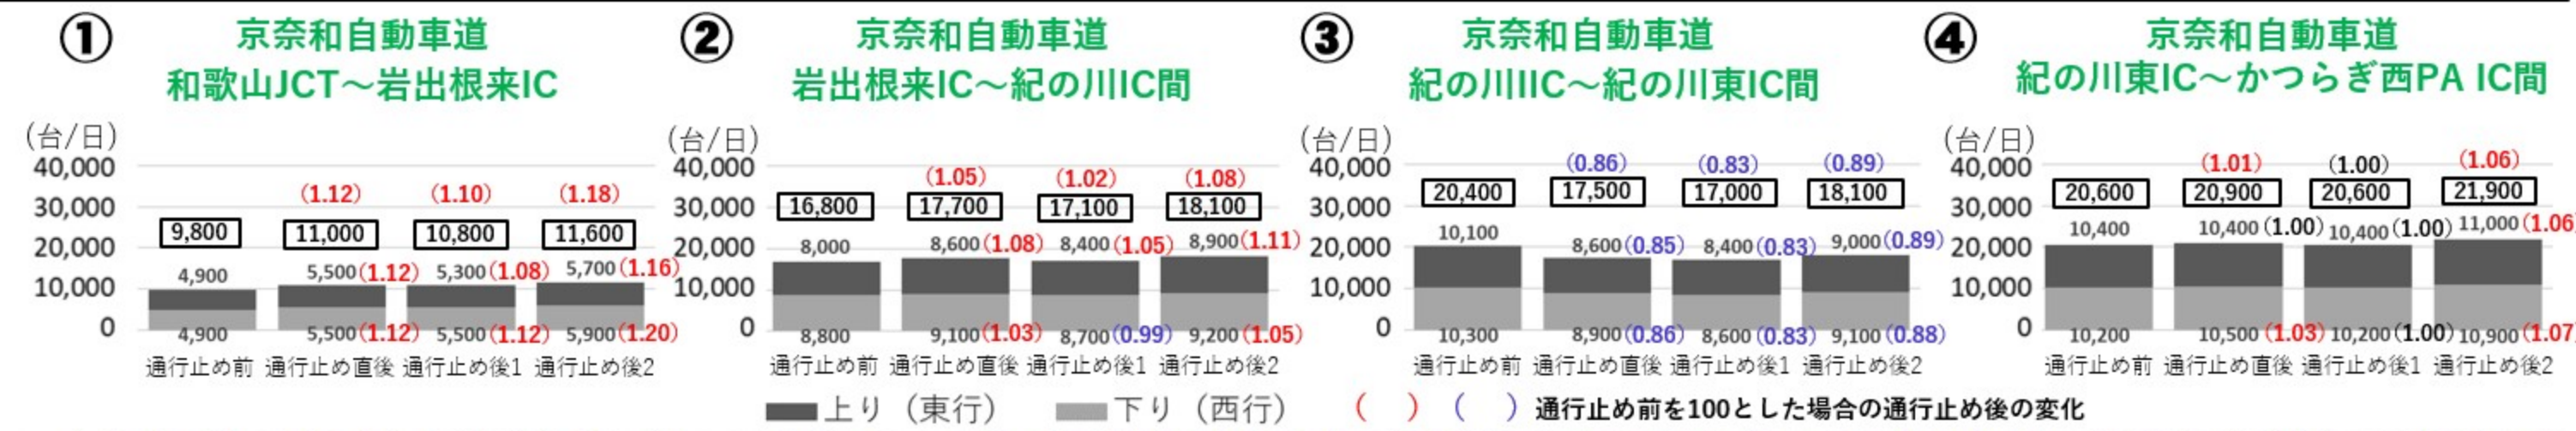 ①
京奈和自動車道
和歌山JCT～岩出根来IC
(台/日)
40,000
30,000
20,000
10,000
0
(1.12) (1.10) (1.18)
9,800 11,000 10,800 11,600
4,900 5,500(1.12) 5,300(1.08) 5,700(1.16)
4,900 5,500(1.12) 5,500(1.12) 5,900(1.20)
通行止め前 通行止め直後 通行止め後1 通行止め後2
②
京奈和自動車道
岩出根来IC～紀の川IC間
(台/日)
40,000
30,000
20,000
10,000
0
(1.05) (1.02) (1.08)
16,800 17,700 17,100 18,100
8,000 8,600(1.08) 8,400(1.05) 8,900(1.11)
8,800 9,100(1.03) 8,700(0.99) 9,200(1.05)
通行止め前 通行止め直後 通行止め後1 通行止め後2
③
京奈和自動車道
紀の川IIC～紀の川東IC間
(台/日)
40,000
30,000
20,000
10,000
0
(0.86) (0.83) (0.89)
20,400 17,500 17,000 18,100
10,100 8,600(0.85) 8,400(0.83) 9,000(0.89)
10,300 8,900(0.86) 8,600(0.83) 9,100(0.88)
通行止め前 通行止め直後 通行止め後1 通行止め後2
④
京奈和自動車道
紀の川東IC～かつらぎ西PA IC間
(台/日)
40,000
30,000
20,000
10,000
0
(1.01) (1.00) (1.06)
20,600 20,900 20,600 21,900
10,400 10,400(1.00) 10,400(1.00) 11,000(1.06
10,200 10,500(1.03) 10,200(1.00) 10,900(1.07
通行止め前 通行止め直後 通行止め後1 通行止め後2
上り（東行） 下り（西行） （ ）（ ）通行止め前を100とした場合の通行止め後の変化